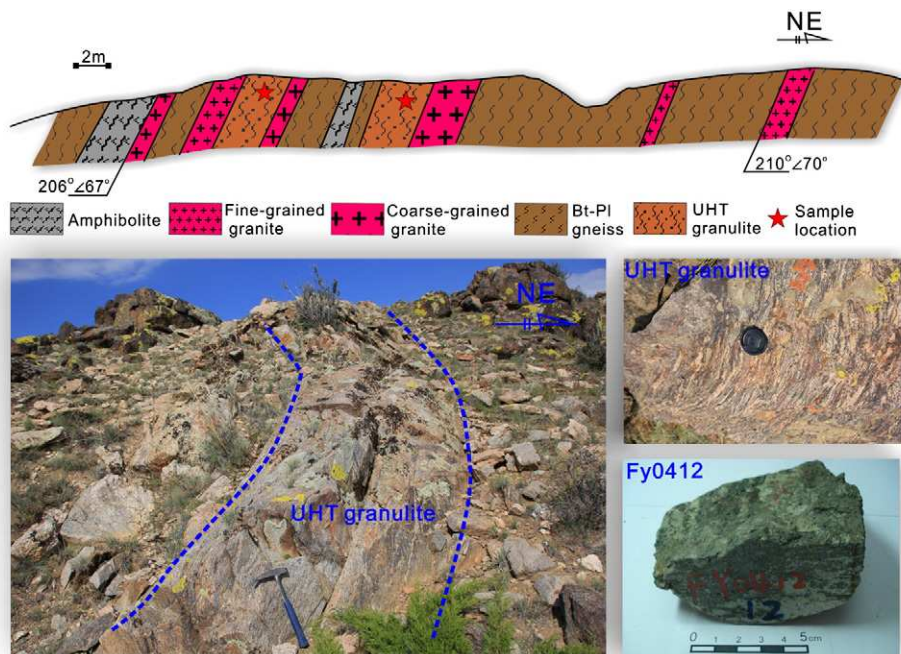 NE
2m
206°∠67°
210°∠70°
Amphibolite
Fine-grained
granite
Coarse-grained
granite
Bt-Pl
gneiss
UHT
granulite
Sample
location
NE
UHT granulite
UHT granulite
Fy0412
12
0 1 2 3 4 5cm